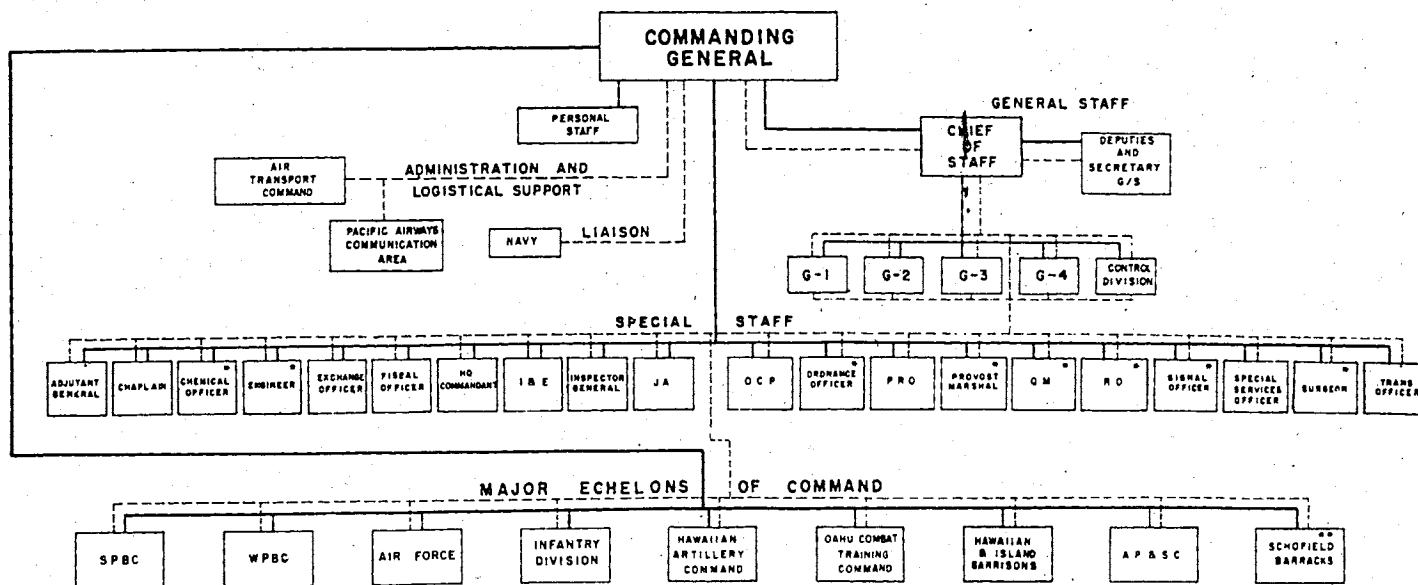 COMMANDING
GENERAL
PERSONAL
STAFF
GENERAL STAFF
CHIEF
OF
STAFF
DEPUTIES
AND
SECRETARY
G/S
AIR
TRANSPORT
COMMAND
ADMINISTRATION AND
LOGISTICAL SUPPORT
PACIFIC AIRWAYS
COMMUNICATION
AREA
NAVY
LIAISON
G-1
G-2
G-3
G-4
CONTROL
DIVISION
SPECIAL STAFF
ADJUTANT
GENERAL
CHAPLAIN
CHEMICAL *
OFFICER
ENGINEER *
EXCHANGE
OFFICER
FISCAL
OFFICER
HQ
COMMANDANT
I & E
INSPECTOR
GENERAL
JA
OCP
ORDNANCE *
OFFICER
PRO
PROVOST *
MARSHAL
QM *
RO *
SIGNAL *
OFFICER
SPECIAL
SERVICES
OFFICER
SURGEON *
TRANS
OFFICER
MAJOR ECHELONS OF COMMAND
SPBC
WPBC
AIR FORCE
INFANTRY
DIVISION
HAWAIIAN
ARTILLERY
COMMAND
OAHU COMBAT
TRAINING
COMMAND
HAWAIIAN
& ISLAND
GARRISONS
AP & SC
**
SCHOFIELD
BARRACKS